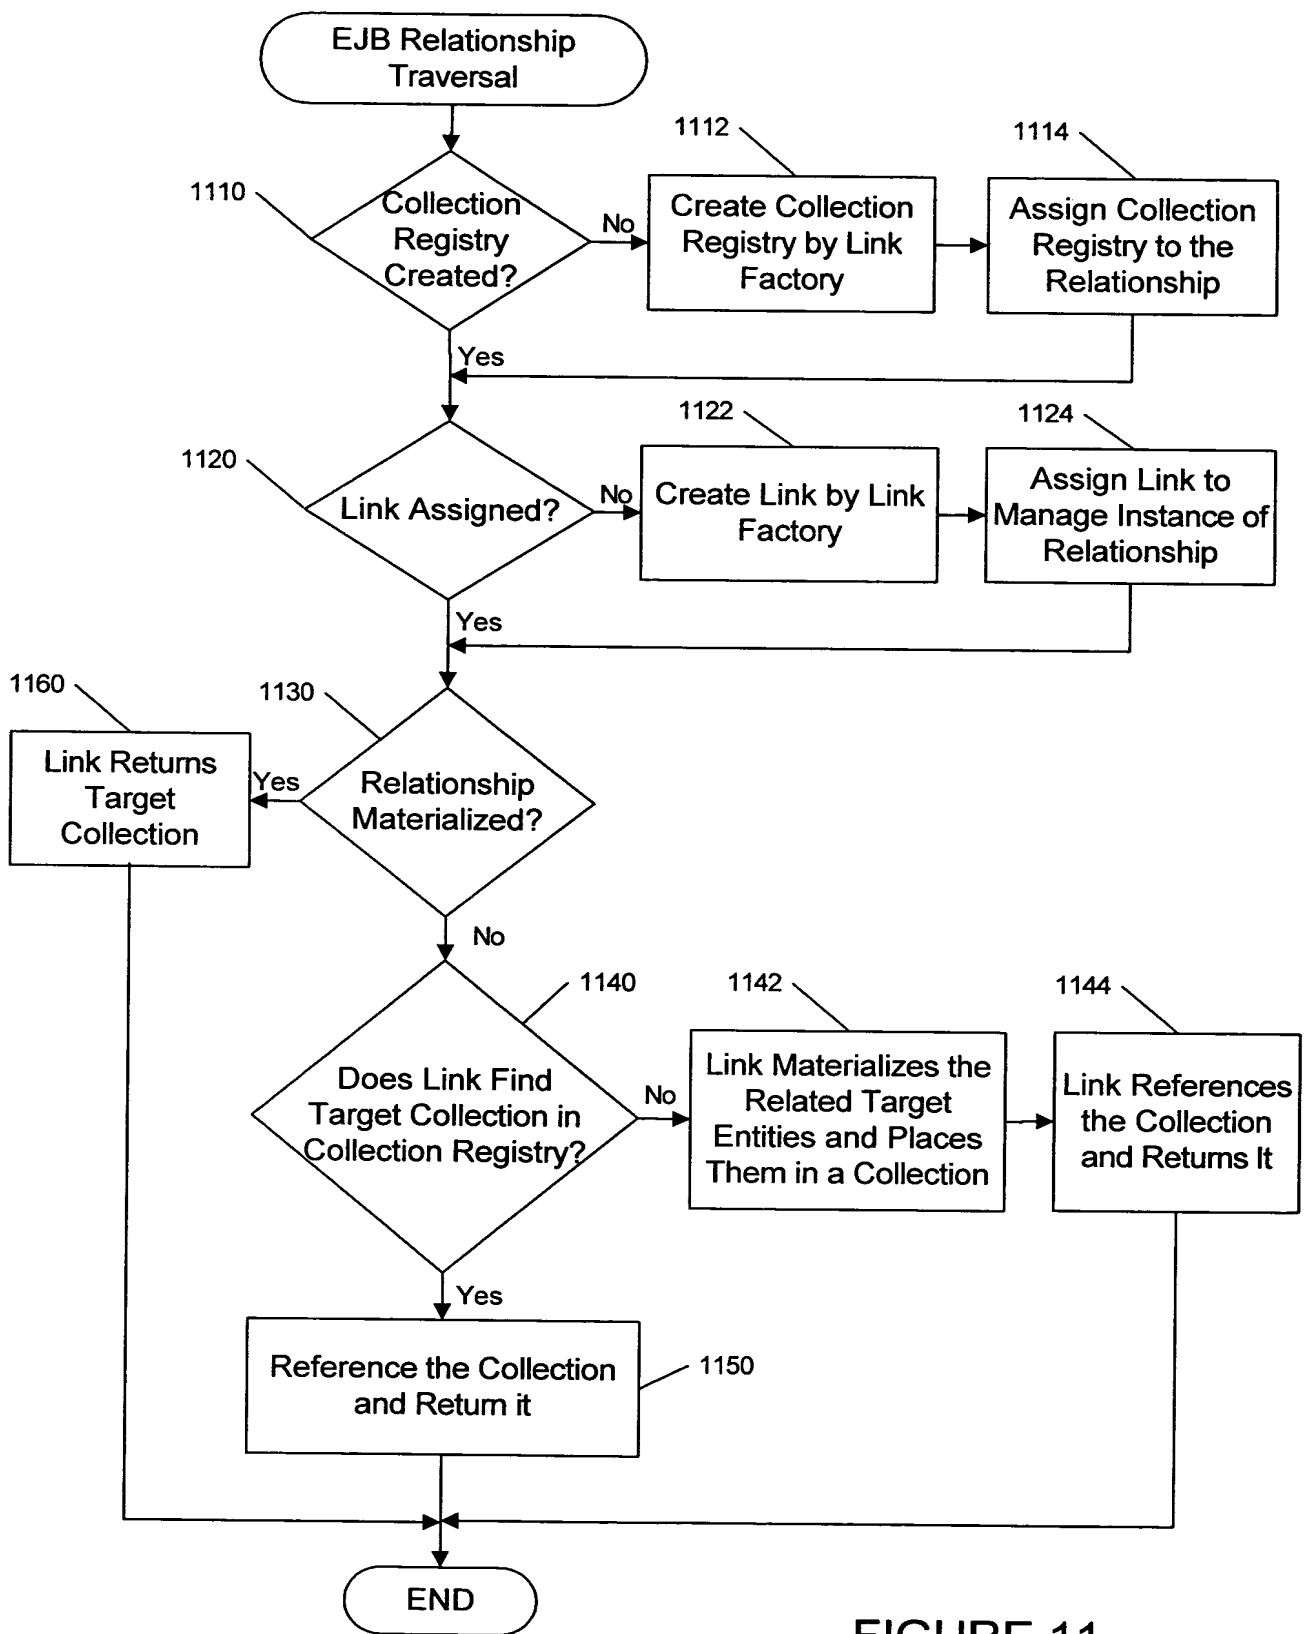 EJB Relationship
Traversal
1110
Collection
Registry
Created?
No
1112
Create Collection
Registry by Link
Factory
1114
Assign Collection
Registry to the
Relationship
Yes
1120
Link Assigned?
No
1122
Create Link by Link
Factory
1124
Assign Link to
Manage Instance of
Relationship
Yes
1160
Link Returns
Target
Collection
Yes
1130
Relationship
Materialized?
No
1140
Does Link Find
Target Collection in
Collection Registry?
No
1142
Link Materializes the
Related Target
Entities and Places
Them in a Collection
1144
Link References
the Collection
and Returns It
Yes
Reference the Collection
and Return it
1150
END
FIGURE 11